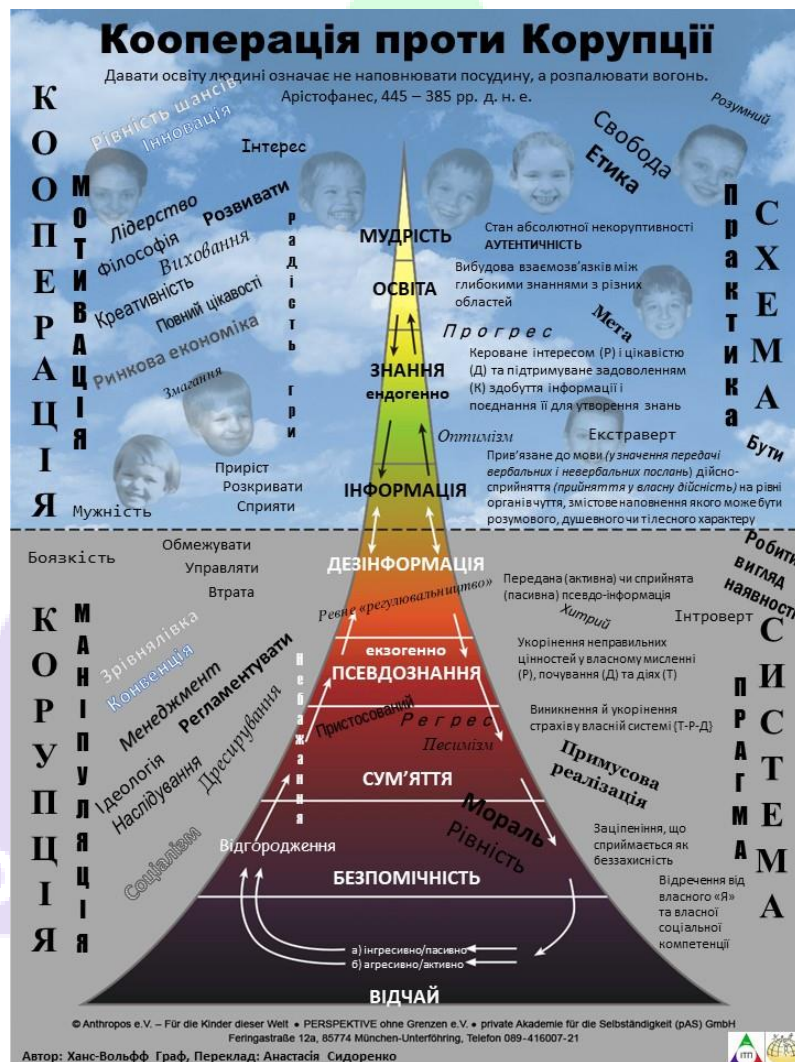 Кооперація проти Корупції
Давати освіту людині означає не наповнювати посудину, а розпалювати вогонь.
Арістофанес, 445 – 385 рр. д. н. е.
КООПЕРАЦІЯ
МОТИВАЦІЯ
Рівність шансів
Інновація
Інтерес
Лідерство
Розвивати
Філософія
Виховання
Креативність
Повний цікавості
Ринкова економіка
Змагання
радість гри
Приріст
Розкривати
Сприяти
Мужність
МУДРІСТЬ
ОСВІТА
ЗНАННЯ
ендогенно
ІНФОРМАЦІЯ
Розумний
Свобода
Етика
Практика
СХЕМА
Стан абсолютної некоруптивності
АУТЕНТИЧНІСТЬ
Вибудова взаємозв'язків між
глибокими знаннями з різних
областей
Мета
Прогрес
Кероване інтересом (Р) і цікавістю
(Д) та підтримуване задоволенням
(К) здобуття інформації і
поєднання її для утворення знань
Оптимізм
Екстраверт
Бути
Прив'язане до мови (у значення передачі
вербальних і невербальних послань) дійсно-
сприйняття (прийняття у власну дійсність) на рівні
органів чуття, змістове наповнення якого може бути
розумового, душевного чи тілесного характеру
Боязкість
Обмежувати
Управляти
Втрата
КОРУПЦІЯ
МАНІПУЛЯЦІЯ
Зрівнялівка
Конвенція
Менеджмент
Регламентувати
Ідеологія
Наслідування
Дресирування
Соціалізм
Небажання
Відгородження
ДЕЗІНФОРМАЦІЯ
Ревне «регулювальництво»
екзогенно
ПСЕВДОЗНАННЯ
Пристосований
Регрес
Песимізм
СУМ'ЯТТЯ
Мораль
Рівність
БЕЗПОМІЧНІСТЬ
а) інгресивно/пасивно
б) агресивно/активно
ВІДЧАЙ
Робити
вигляд
наявності
Передана (активна) чи сприйнята
(пасивна) псевдо-інформація
Хитрий
Інтроверт
СИСТЕМА
ПРАГМА
Укорінення неправильних
цінностей у власному мисленні
(Р), почування (Д) та діях (Т)
Виникнення й укорінення
страхів у власній системі {Т-Р-Д}
Примусова
реалізація
Заціпеніння, що
сприймається як
беззахисність
Відречення від
власного «Я»
та власної
соціальної
компетенції
© Anthropos e.V. – Für die Kinder dieser Welt • PERSPEKTIVE ohne Grenzen e.V. • private Akademie für die Selbständigkeit (pAS) GmbH
Feringastraße 12a, 85774 München-Unterföhring, Telefon 089-416007-21
Автор: Ханс-Вольфф Граф, Переклад: Анастасія Сидоренко
ITM